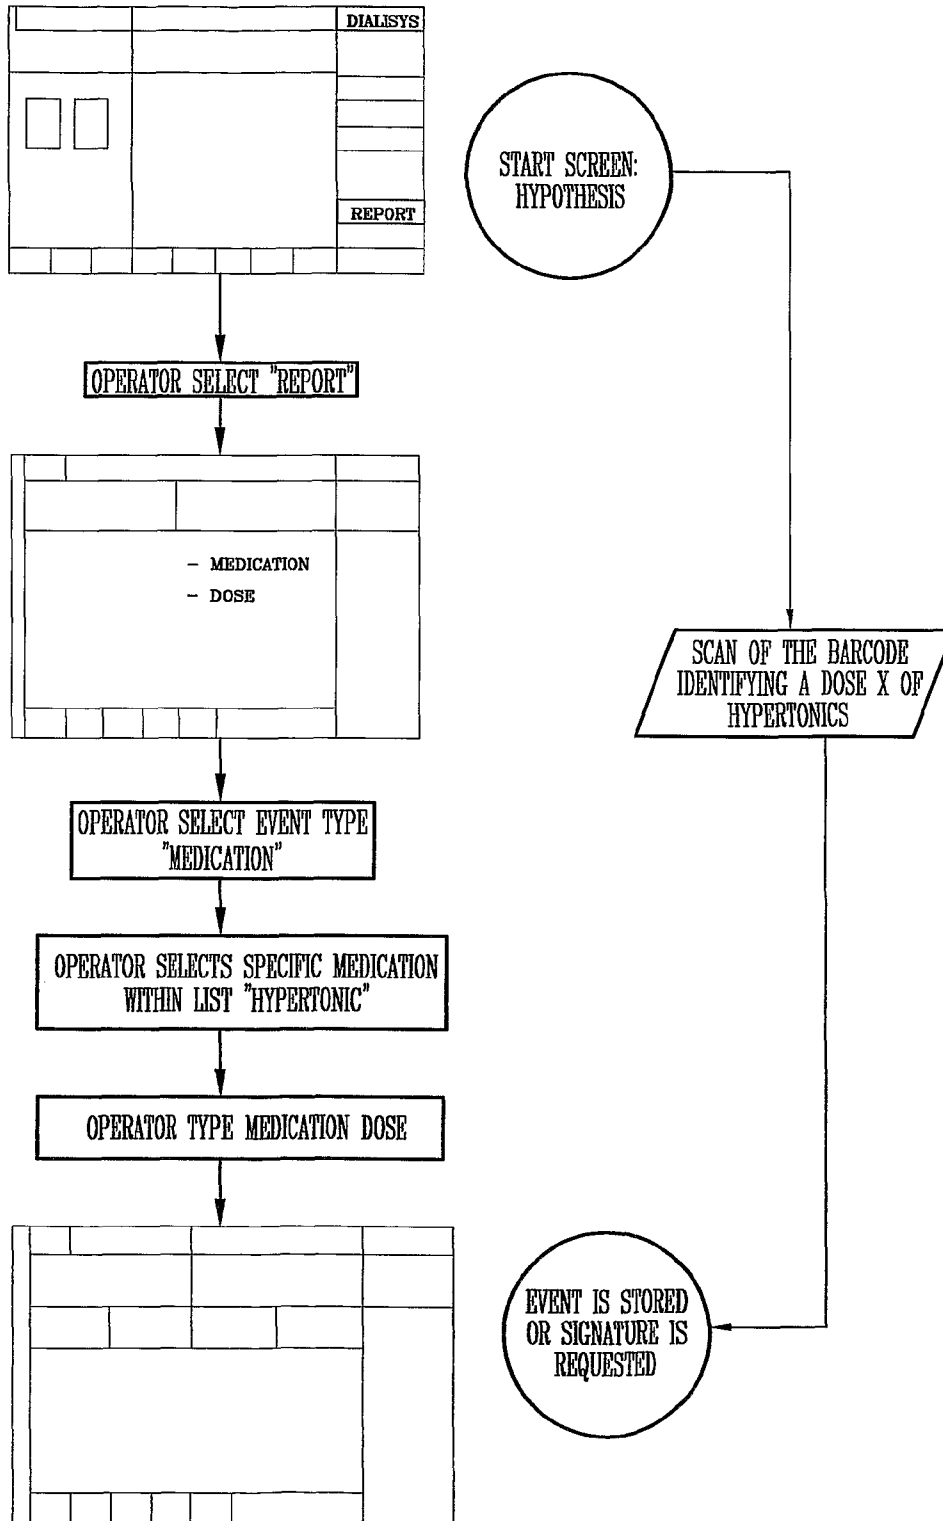 DIALISYS
START SCREEN:
HYPOTHESIS
REPORT
OPERATOR SELECT "REPORT"
- MEDICATION
- DOSE
SCAN OF THE BARCODE
IDENTIFYING A DOSE X OF
HYPERTONICS
OPERATOR SELECT EVENT TYPE
"MEDICATION"
OPERATOR SELECTS SPECIFIC MEDICATION
WITHIN LIST "HYPERTONIC"
OPERATOR TYPE MEDICATION DOSE
EVENT IS STORED
OR SIGNATURE IS
REQUESTED